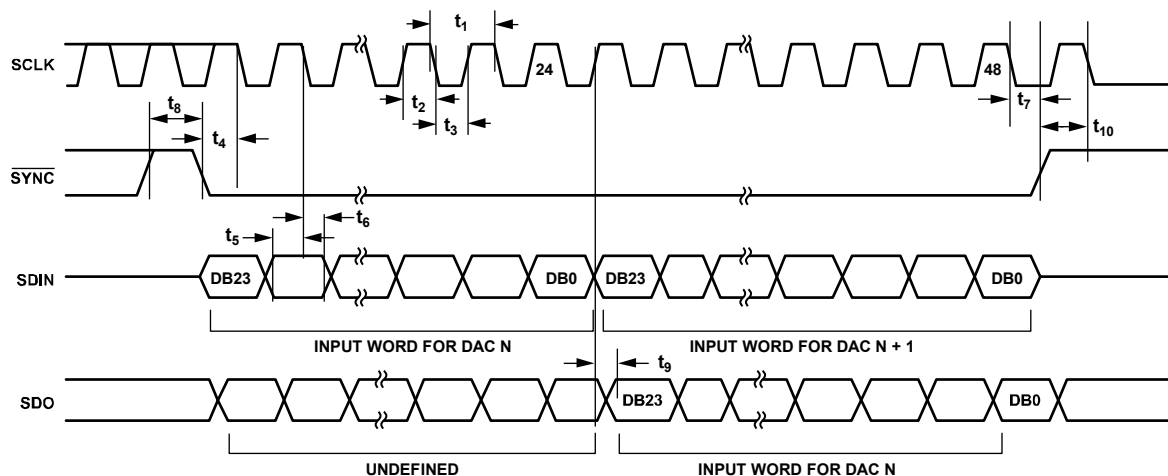 t1
SCLK
24
48
t2
t3
t7
t8
t4
t10
SYNC
t6
t5
SDIN
DB23
DB0
DB23
DB0
INPUT WORD FOR DAC N
INPUT WORD FOR DAC N + 1
t9
SDO
DB23
DB0
UNDEFINED
INPUT WORD FOR DAC N